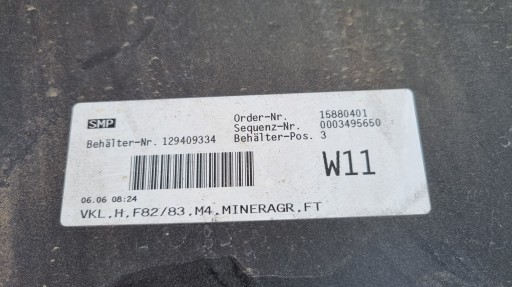 SMP
Order-Nr. 15880401
Sequenz-Nr. 0003495650
Behälter-Nr. 129409334 Behälter-Pos. 3
W11
06.06 08:24
VKL.H.F82/83.M4.MINERAGR.FT